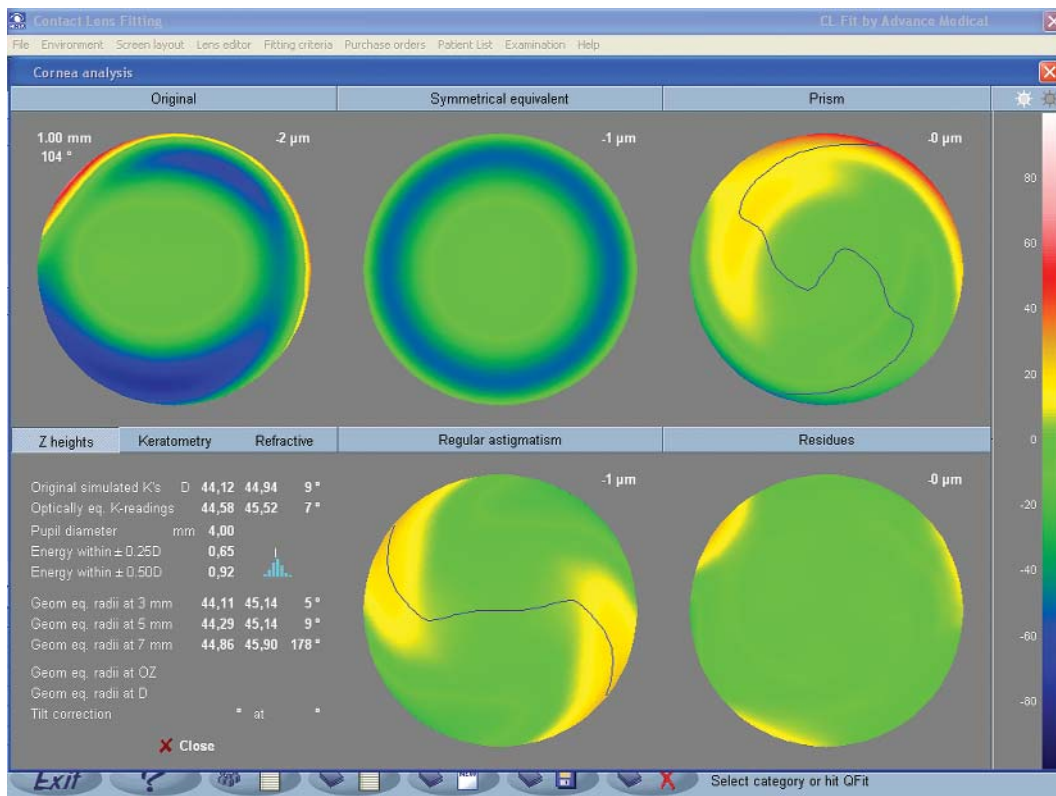 Contact Lens Fitting CL Fit by Advance Medical
File Environment Screen layout Lens editor Fitting criteria Purchase orders Patient List Examination Help
Cornea analysis
Original Symmetrical equivalent Prism
1.00 mm -2 µm -1 µm -0 µm
104 °
80
60
40
20
0
-20
-40
-60
-80
Z heights Keratometry Refractive Regular astigmatism Residues
-1 µm -0 µm
Original simulated K's D 44,12 44,94 9 °
Optically eq. K-readings 44,58 45,52 7 °
Pupil diameter mm 4,00
Energy within ± 0.25D 0,65
Energy within ± 0.50D 0,92
Geom eq. radii at 3 mm 44,11 45,14 5 °
Geom eq. radii at 5 mm 44,29 45,14 9 °
Geom eq. radii at 7 mm 44,86 45,90 178 °
Geom eq. radii at OZ
Geom eq. radii at D
Tilt correction ° at °
X Close
Exit ? NEW X Select category or hit QFit